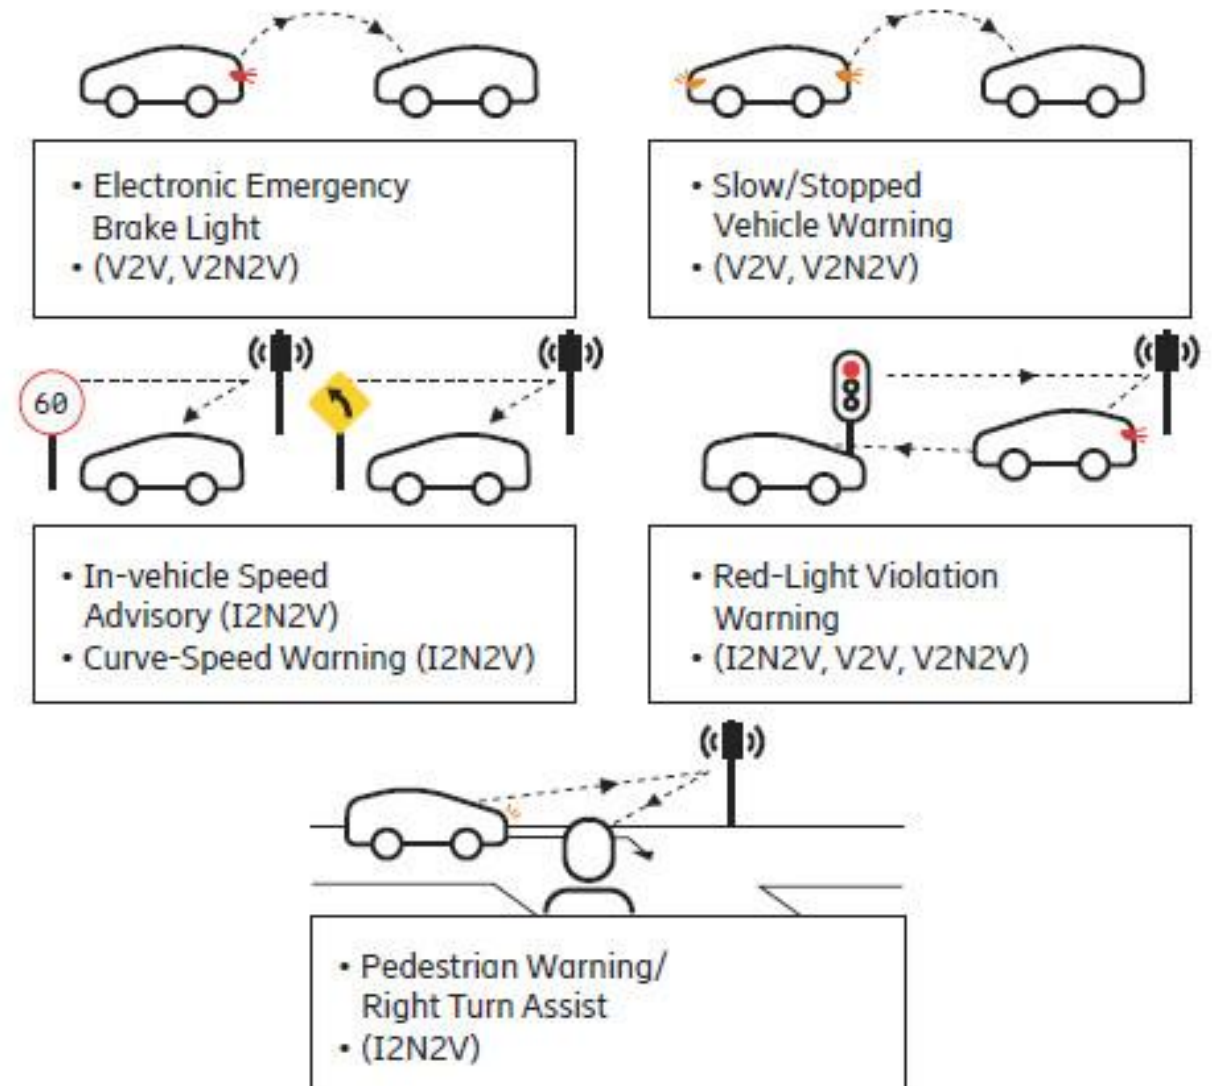 • Electronic Emergency
Brake Light
• (V2V, V2N2V)
• Slow/Stopped
Vehicle Warning
• (V2V, V2N2V)
60
• In-vehicle Speed
Advisory (I2N2V)
• Curve-Speed Warning (I2N2V)
• Red-Light Violation
Warning
• (I2N2V, V2V, V2N2V)
• Pedestrian Warning/
Right Turn Assist
• (I2N2V)